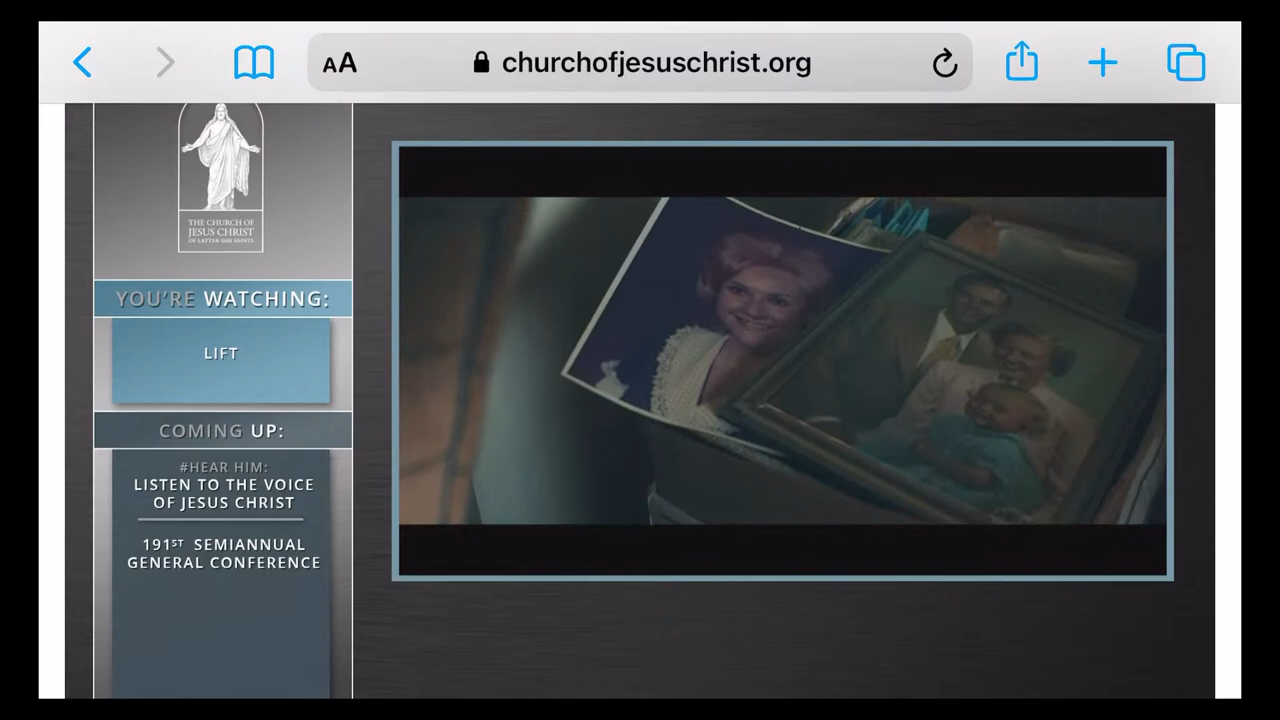 AA churchofjesuschrist.org
THE CHURCH OF
JESUS CHRIST
OF LATTER-DAY SAINTS
YOU'RE WATCHING:
LIFT
COMING UP:
#HEAR HIM:
LISTEN TO THE VOICE
OF JESUS CHRIST
191ST SEMIANNUAL
GENERAL CONFERENCE